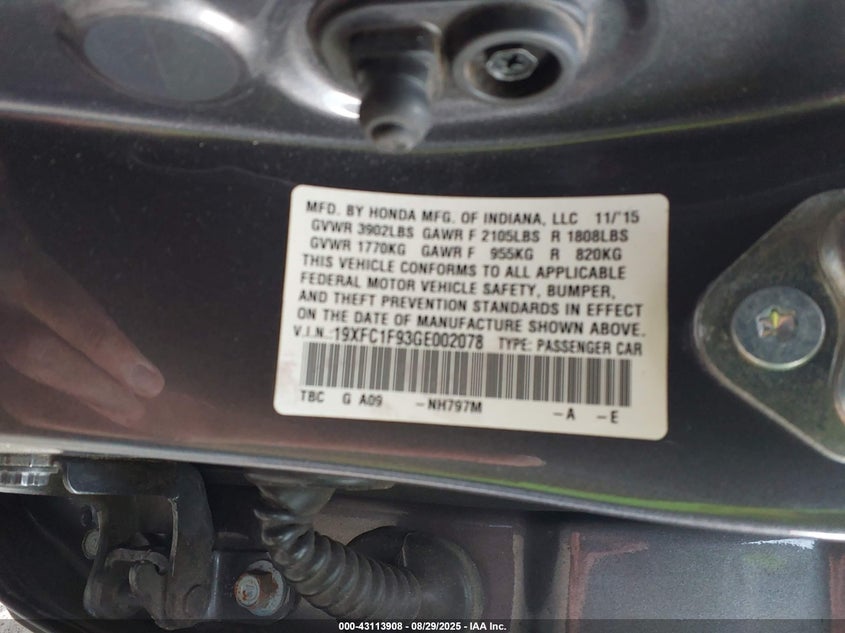 MFD. BY HONDA MFG. OF INDIANA, LLC 11/'15
GVWR 3902LBS GAWR F 2105LBS R 1808LBS
GVWR 1770KG GAWR F 955KG R 820KG
THIS VEHICLE CONFORMS TO ALL APPLICABLE
FEDERAL MOTOR VEHICLE SAFETY, BUMPER,
AND THEFT PREVENTION STANDARDS IN EFFECT
ON THE DATE OF MANUFACTURE SHOWN ABOVE.
V.I.N.: 19XFC1F93GE002078 TYPE: PASSENGER CAR
TBC G A09 -NH797M -A -E
000-43113908 - 08/29/2025 - IAA Inc.